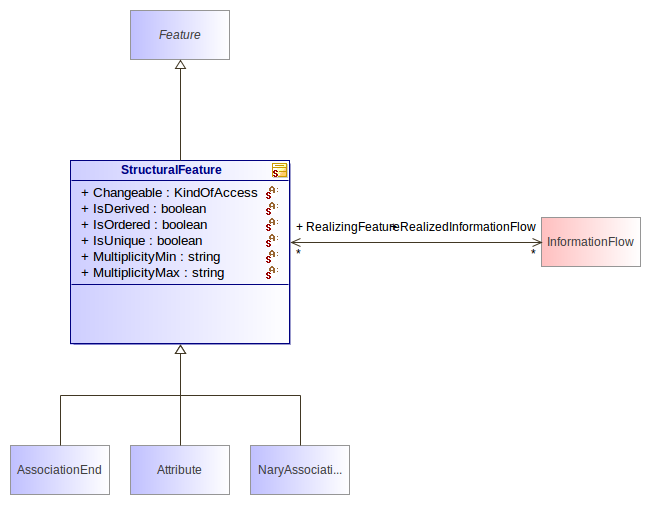 Feature
StructuralFeature
+ Changeable : KindOfAccess
+ IsDerived : boolean
+ IsOrdered : boolean
+ IsUnique : boolean
+ MultiplicityMin : string
+ MultiplicityMax : string
+ RealizingFeature
+ RealizedInformationFlow
*
*
InformationFlow
AssociationEnd
Attribute
NaryAssociati...